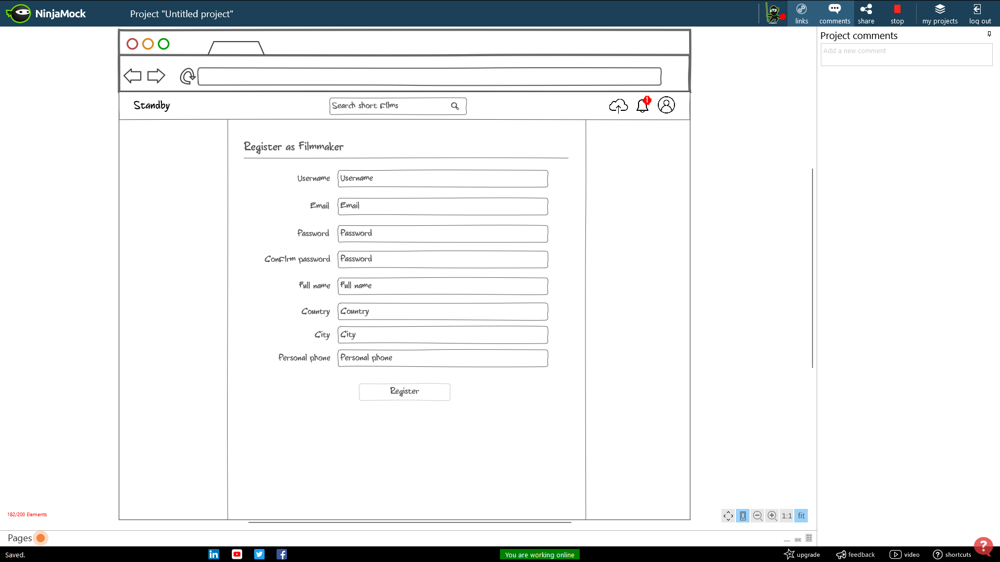 NinjaMock
Project "Untitled project"
links
comments
share
stop
my projects
log out
Project comments
Add a new comment
Standby
Search short films
1
Register as Filmmaker
Username Username
Email Email
Password Password
Confirm password Password
Full name Full name
Country Country
City City
Personal phone Personal phone
Register
182/200 Elements
1:1 fit
Pages
?
Saved.
in
f
You are working online
upgrade
feedback
video
? shortcuts